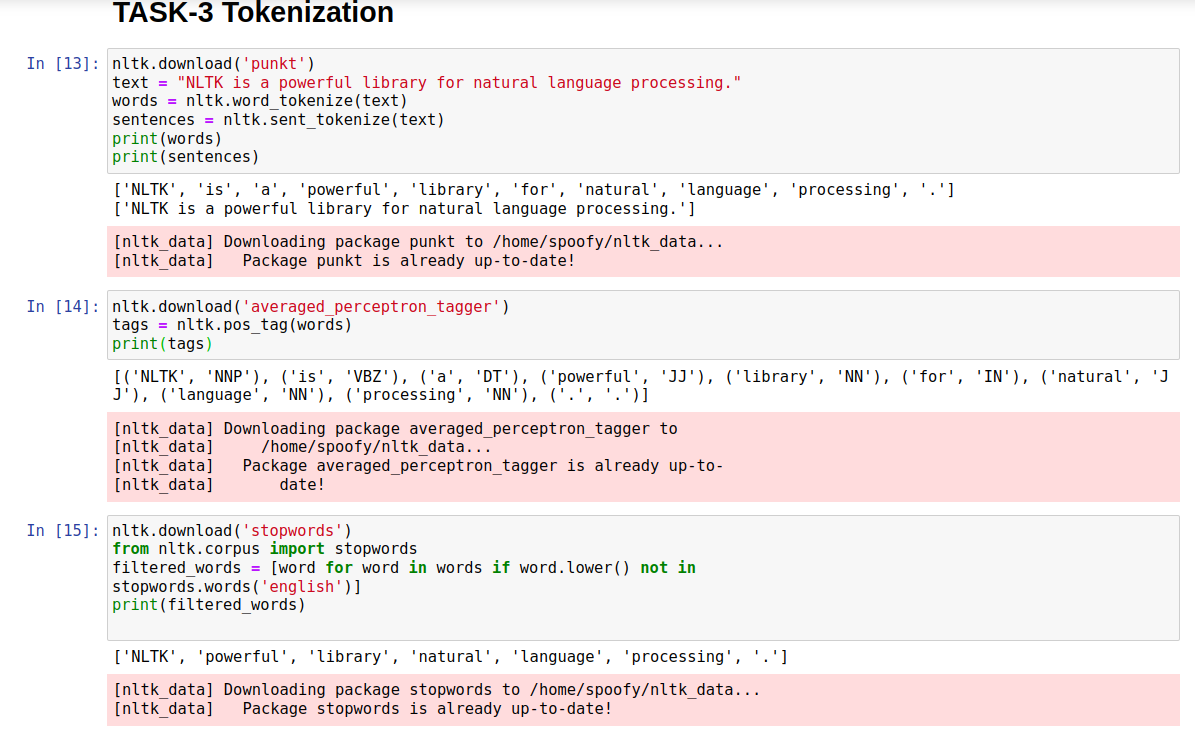 TASK-3 Tokenization
In [13]: nltk.download('punkt')
text = "NLTK is a powerful library for natural language processing."
words = nltk.word_tokenize(text)
sentences = nltk.sent_tokenize(text)
print(words)
print(sentences)
['NLTK', 'is', 'a', 'powerful', 'library', 'for', 'natural', 'language', 'processing', '.']
['NLTK is a powerful library for natural language processing.']
[nltk_data] Downloading package punkt to /home/spoofy/nltk_data...
[nltk_data]   Package punkt is already up-to-date!
In [14]: nltk.download('averaged_perceptron_tagger')
tags = nltk.pos_tag(words)
print(tags)
[('NLTK', 'NNP'), ('is', 'VBZ'), ('a', 'DT'), ('powerful', 'JJ'), ('library', 'NN'), ('for', 'IN'), ('natural', 'J
J'), ('language', 'NN'), ('processing', 'NN'), ('.', '.')]
[nltk_data] Downloading package averaged_perceptron_tagger to
[nltk_data]     /home/spoofy/nltk_data...
[nltk_data]   Package averaged_perceptron_tagger is already up-to-
[nltk_data]       date!
In [15]: nltk.download('stopwords')
from nltk.corpus import stopwords
filtered_words = [word for word in words if word.lower() not in
stopwords.words('english')]
print(filtered_words)
['NLTK', 'powerful', 'library', 'natural', 'language', 'processing', '.']
[nltk_data] Downloading package stopwords to /home/spoofy/nltk_data...
[nltk_data]   Package stopwords is already up-to-date!